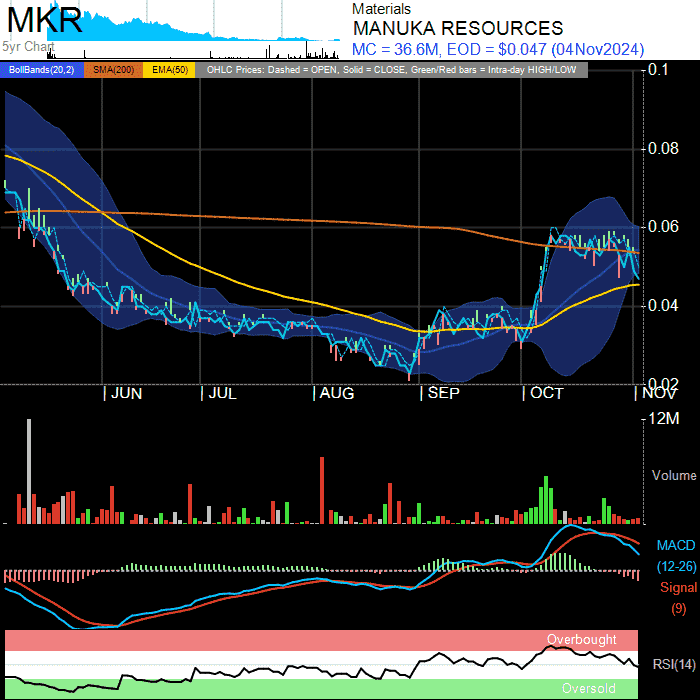 MKR
5yr Chart
Materials
MANUKA RESOURCES
MC = 36.6M, EOD = $0.047 (04Nov2024)
BollBands(20,2) SMA(200) EMA(50) OHLC Prices: Dashed = OPEN, Solid = CLOSE, Green/Red bars = Intra-day HIGH/LOW
0.1
0.08
0.06
0.04
0.02
JUN JUL AUG SEP OCT NOV
12M
Volume
MACD
(12-26)
Signal
(9)
Overbought
RSI(14)
Oversold